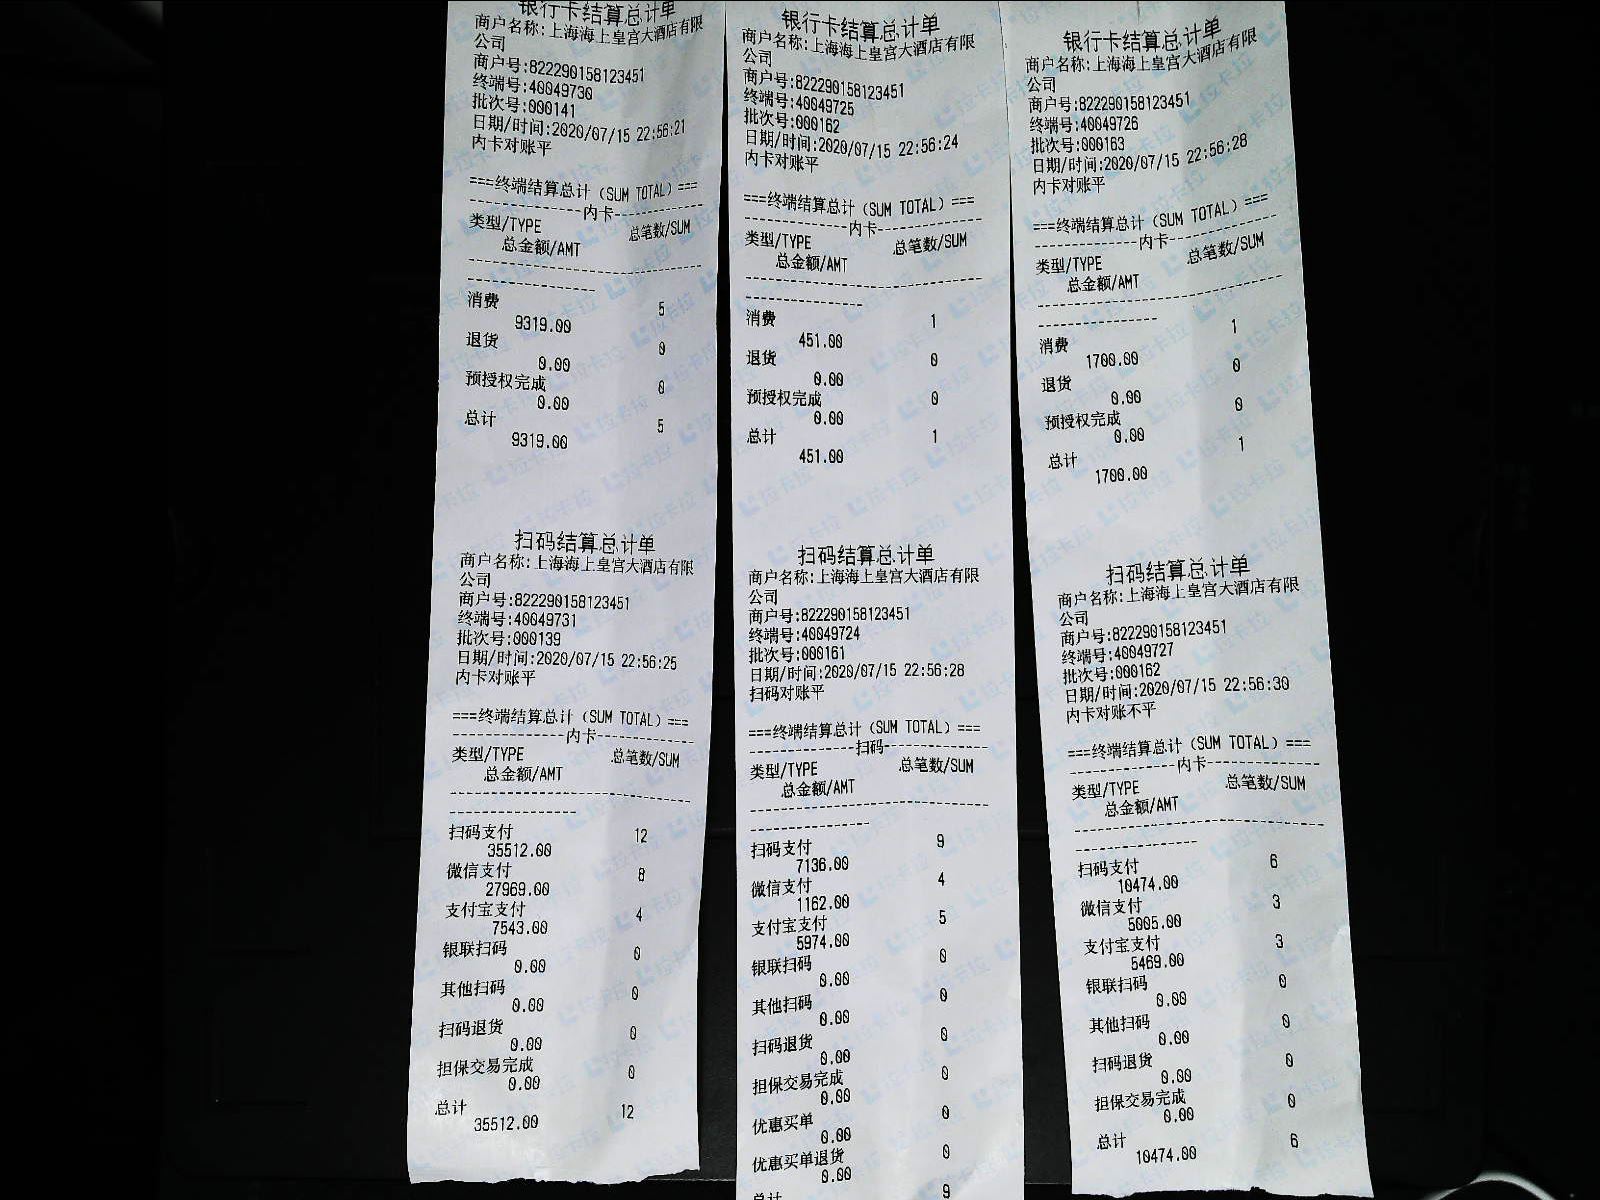 银行卡结算总计单
商户名称:上海海上皇宫大酒店有限
公司
商户号:822290158123451
终端号:40049730
批次号:000141
日期/时间:2020/07/15 22:56:21
内卡对账平
===终端结算总计（SUM TOTAL）===
内卡
类型/TYPE 总笔数/SUM
总金额/AMT
消费 5
9319.00
退货 0
0.00
预授权完成 0
0.00
总计 5
9319.00
扫码结算总计单
商户名称:上海海上皇宫大酒店有限
公司
商户号:822290158123451
终端号:40049731
批次号:000139
日期/时间:2020/07/15 22:56:25
内卡对账平
===终端结算总计（SUM TOTAL）===
内卡
类型/TYPE 总笔数/SUM
总金额/AMT
扫码支付 12
35512.00
微信支付 8
27969.00
支付宝支付 4
7543.00
银联扫码 0
0.00
其他扫码 0
0.00
扫码退货 0
0.00
担保交易完成 0
0.00
总计 12
35512.00
银行卡结算总计单
商户名称:上海海上皇宫大酒店有限
公司
商户号:822290158123451
终端号:40049725
批次号:000162
日期/时间:2020/07/15 22:56:24
内卡对账平
===终端结算总计（SUM TOTAL）===
内卡
类型/TYPE 总笔数/SUM
总金额/AMT
消费 1
451.00
退货 0
0.00
预授权完成 0
0.00
总计 1
451.00
扫码结算总计单
商户名称:上海海上皇宫大酒店有限
公司
商户号:822290158123451
终端号:40049724
批次号:000161
日期/时间:2020/07/15 22:56:28
扫码对账平
===终端结算总计（SUM TOTAL）===
扫码
类型/TYPE 总笔数/SUM
总金额/AMT
扫码支付 9
7136.00
微信支付 4
1162.00
支付宝支付 5
5974.00
银联扫码 0
0.00
其他扫码 0
0.00
扫码退货 0
0.00
担保交易完成 0
0.00
优惠买单 0
0.00
优惠买单退货 0
0.00
总计 9
银行卡结算总计单
商户名称:上海海上皇宫大酒店有限
公司
商户号:822290158123451
终端号:40049726
批次号:000163
日期/时间:2020/07/15 22:56:28
内卡对账平
===终端结算总计（SUM TOTAL）===
内卡
类型/TYPE 总笔数/SUM
总金额/AMT
消费 1
1700.00
退货 0
0.00
预授权完成 0
0.00
总计 1
1700.00
扫码结算总计单
商户名称:上海海上皇宫大酒店有限
公司
商户号:822290158123451
终端号:40049727
批次号:000162
日期/时间:2020/07/15 22:56:30
内卡对账不平
===终端结算总计（SUM TOTAL）===
内卡
类型/TYPE 总笔数/SUM
总金额/AMT
扫码支付 6
10474.00
微信支付 3
5005.00
支付宝支付 3
5469.00
银联扫码 0
0.00
其他扫码 0
0.00
扫码退货 0
0.00
担保交易完成 0
0.00
总计 6
10474.00